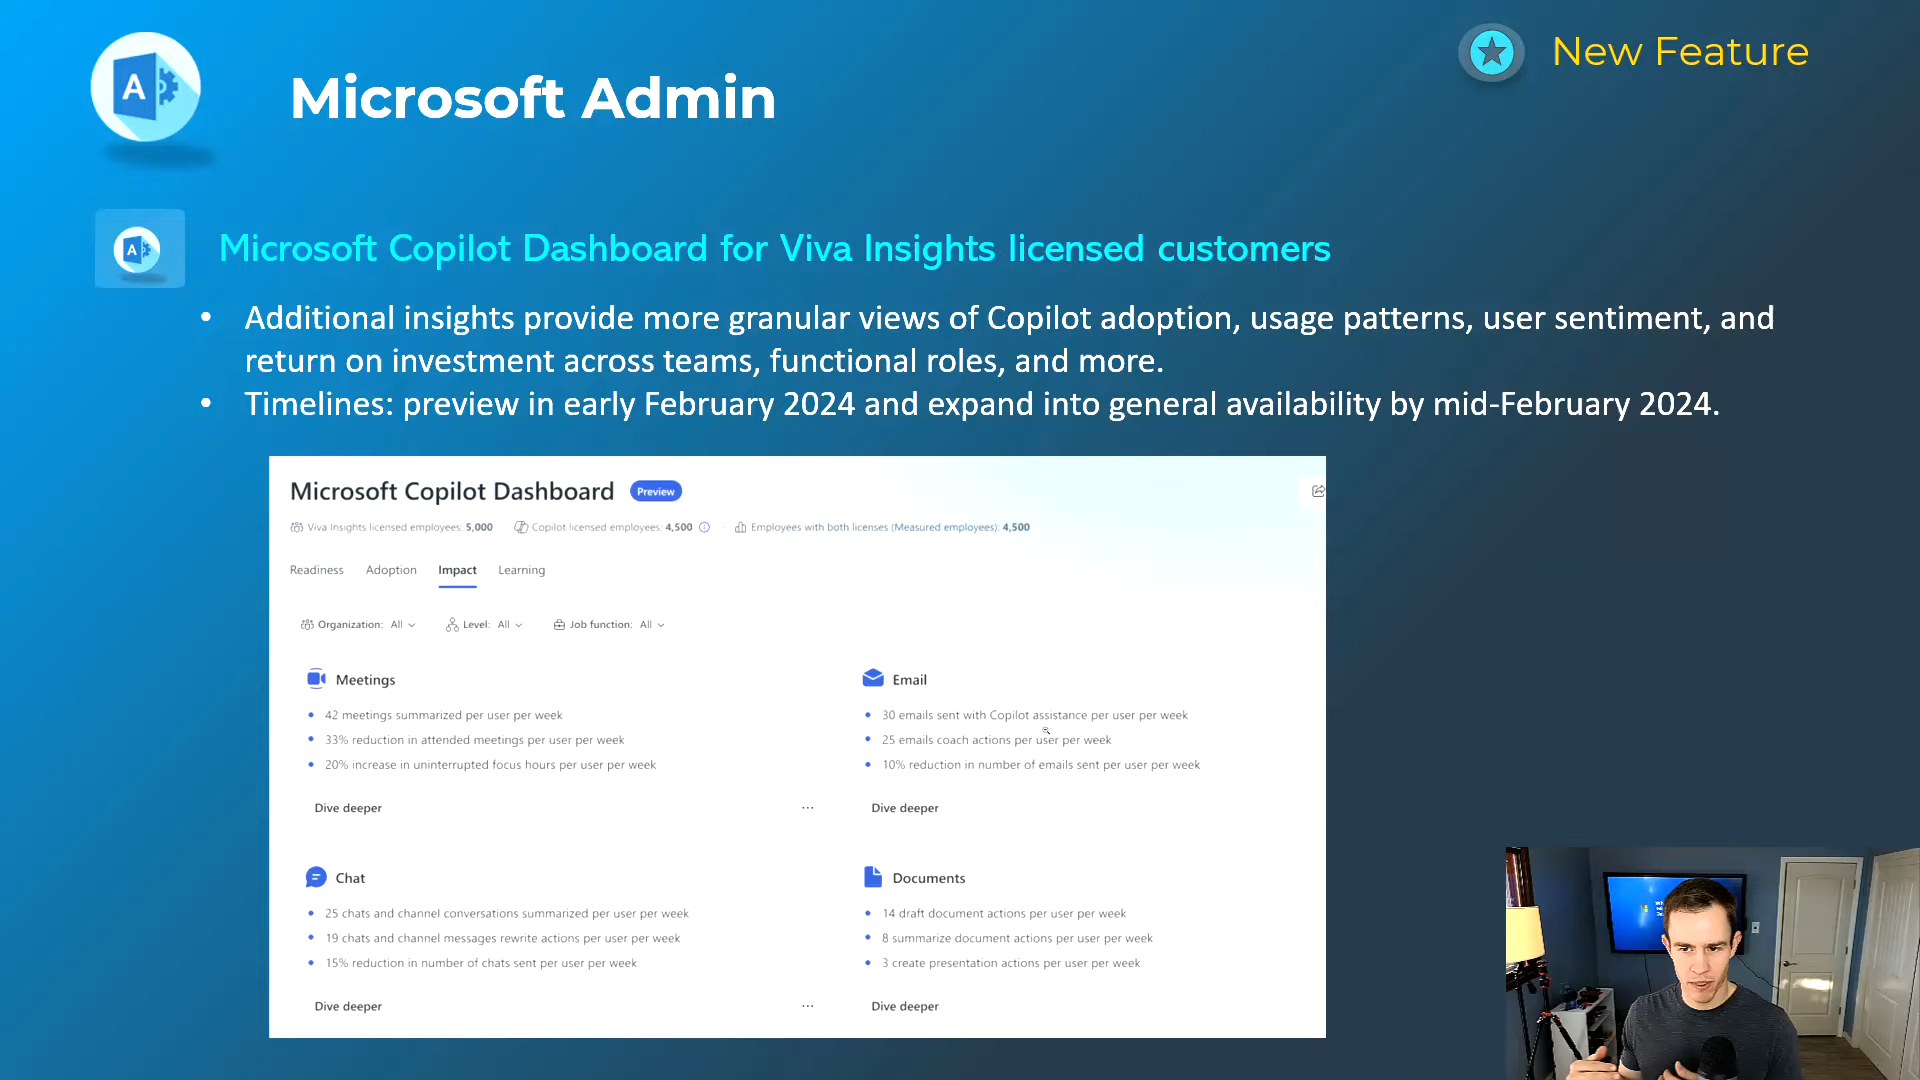 New Feature
Microsoft Admin
Microsoft Copilot Dashboard for Viva Insights licensed customers
• Additional insights provide more granular views of Copilot adoption, usage patterns, user sentiment, and
return on investment across teams, functional roles, and more.
• Timelines: preview in early February 2024 and expand into general availability by mid-February 2024.
Microsoft Copilot Dashboard Preview
Viva Insights licensed employees: 5,000 Copilot licensed employees: 4,500 Employees with both licenses (Measured employees): 4,500
Readiness Adoption Impact Learning
Organization: All Level: All Job function: All
Meetings
• 42 meetings summarized per user per week
• 33% reduction in attended meetings per user per week
• 20% increase in uninterrupted focus hours per user per week
Dive deeper ...
Email
• 30 emails sent with Copilot assistance per user per week
• 25 emails coach actions per user per week
• 10% reduction in number of emails sent per user per week
Dive deeper
Chat
• 25 chats and channel conversations summarized per user per week
• 19 chats and channel messages rewrite actions per user per week
• 15% reduction in number of chats sent per user per week
Dive deeper ...
Documents
• 14 draft document actions per user per week
• 8 summarize document actions per user per week
• 3 create presentation actions per user per week
Dive deeper